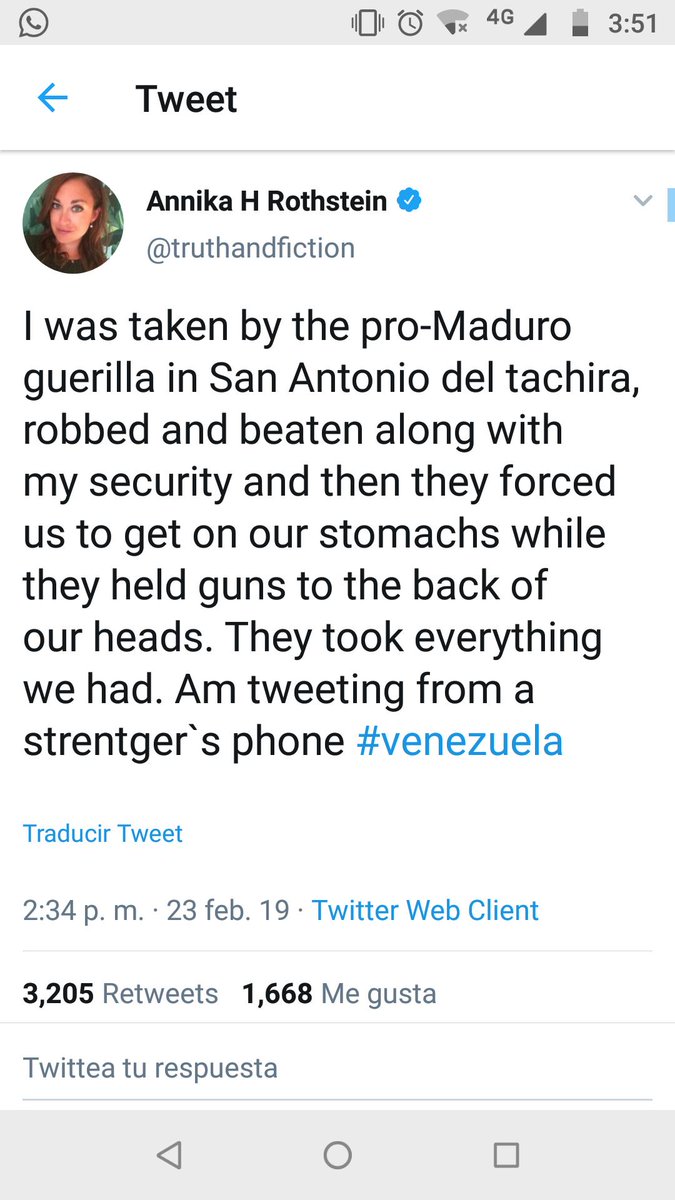 4G 3:51
Tweet
Annika H Rothstein
@truthandfiction
I was taken by the pro-Maduro
guerilla in San Antonio del tachira,
robbed and beaten along with
my security and then they forced
us to get on our stomachs while
they held guns to the back of
our heads. They took everything
we had. Am tweeting from a
strentger`s phone #venezuela
Traducir Tweet
2:34 p. m. · 23 feb. 19 · Twitter Web Client
3,205 Retweets 1,668 Me gusta
Twittea tu respuesta